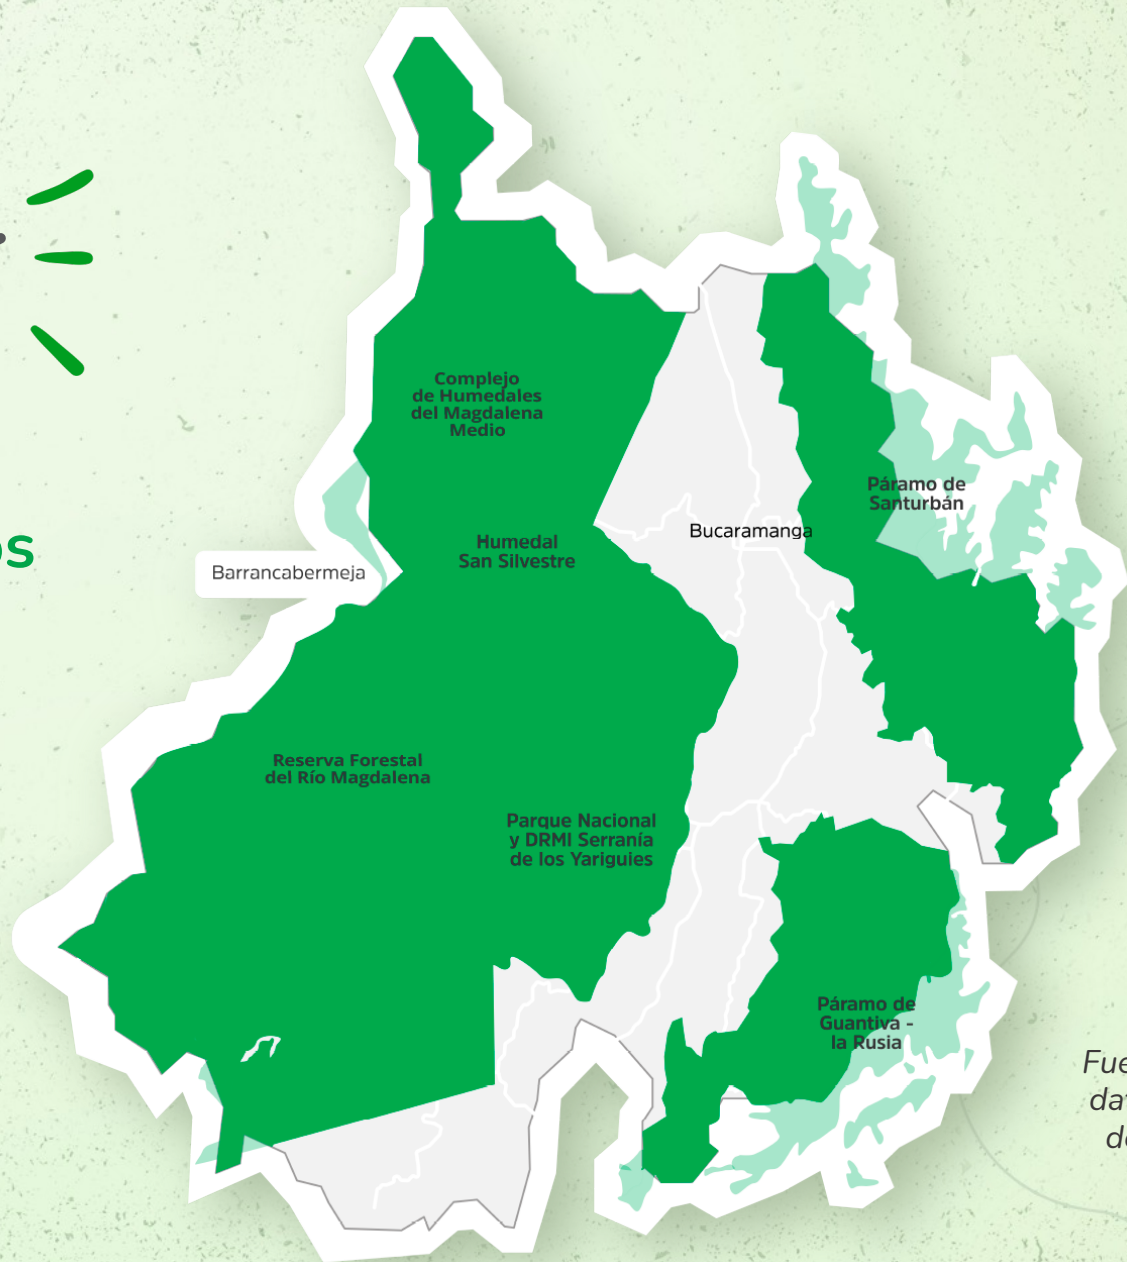 Complejo
de Humedales
del Magdalena
Medio
Páramo de
Santurbán
Bucaramanga
Humedal
San Silvestre
Barrancabermeja
Reserva Forestal
del Río Magdalena
Parque Nacional
y DRMI Serranía
de los Yariguies
Páramo de
Guantiva -
la Rusia